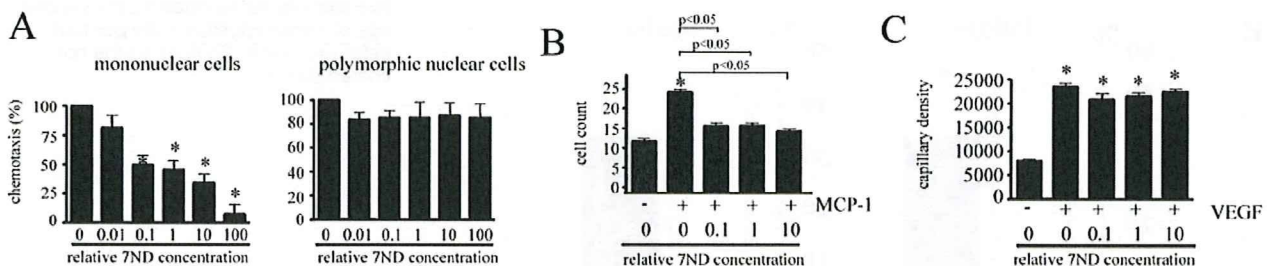 A
mononuclear cells
chemotaxis (%)
100
75
50
25
0
* * * *
0 0.01 0.1 1 10 100
relative 7ND concentration
polymorphic nuclear cells
100
80
60
40
20
0
0 0.01 0.1 1 10 100
relative 7ND concentration
B
p<0.05
p<0.05
p<0.05
cell count
25
20
15
10
5
0
*
- + + + + MCP-1
0 0 0.1 1 10
relative 7ND concentration
C
capillary density
25000
20000
15000
10000
5000
0
* * * *
- + + + + VEGF
0 0 0.1 1 10
relative 7ND concentration